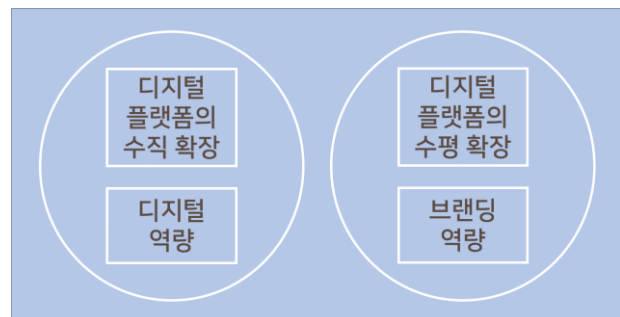 디지털
플랫폼의
수직 확장
디지털
역량
디지털
플랫폼의
수평 확장
브랜딩
역량